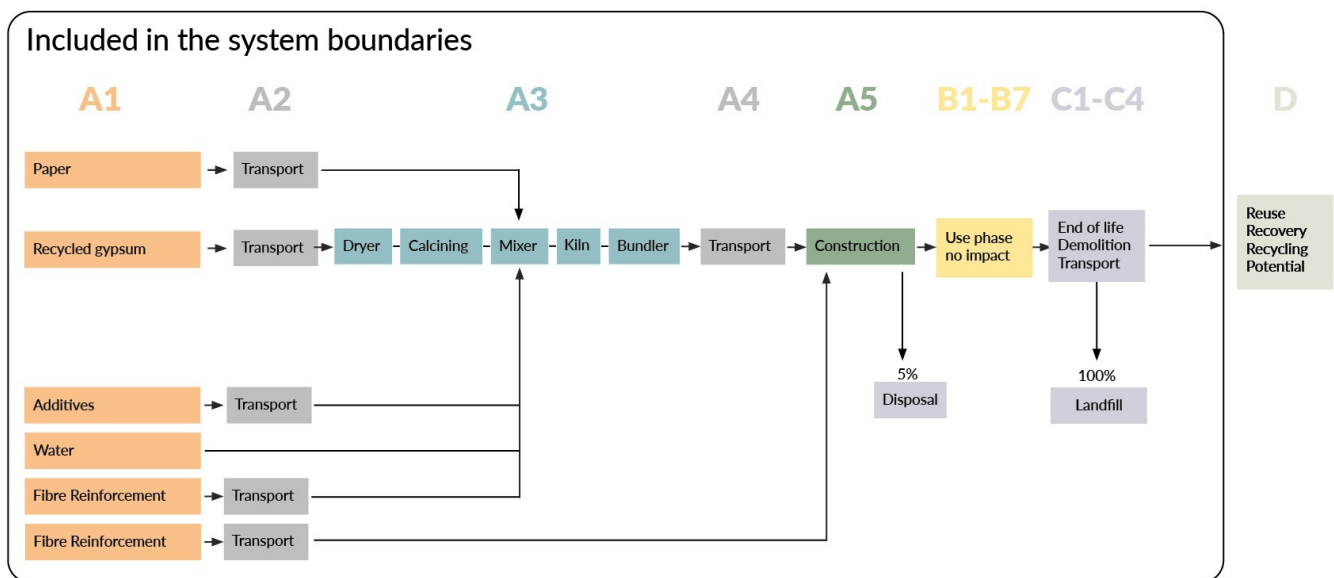 Included in the system boundaries
A1
A2
A3
A4
A5
B1-B7
C1-C4
D
Paper
Transport
Recycled gypsum
Transport
Dryer
Calcining
Mixer
Kiln
Bundler
Transport
Construction
Use phase
no impact
End of life
Demolition
Transport
Reuse
Recovery
Recycling
Potential
5%
Disposal
100%
Landfill
Additives
Transport
Water
Fibre Reinforcement
Transport
Fibre Reinforcement
Transport